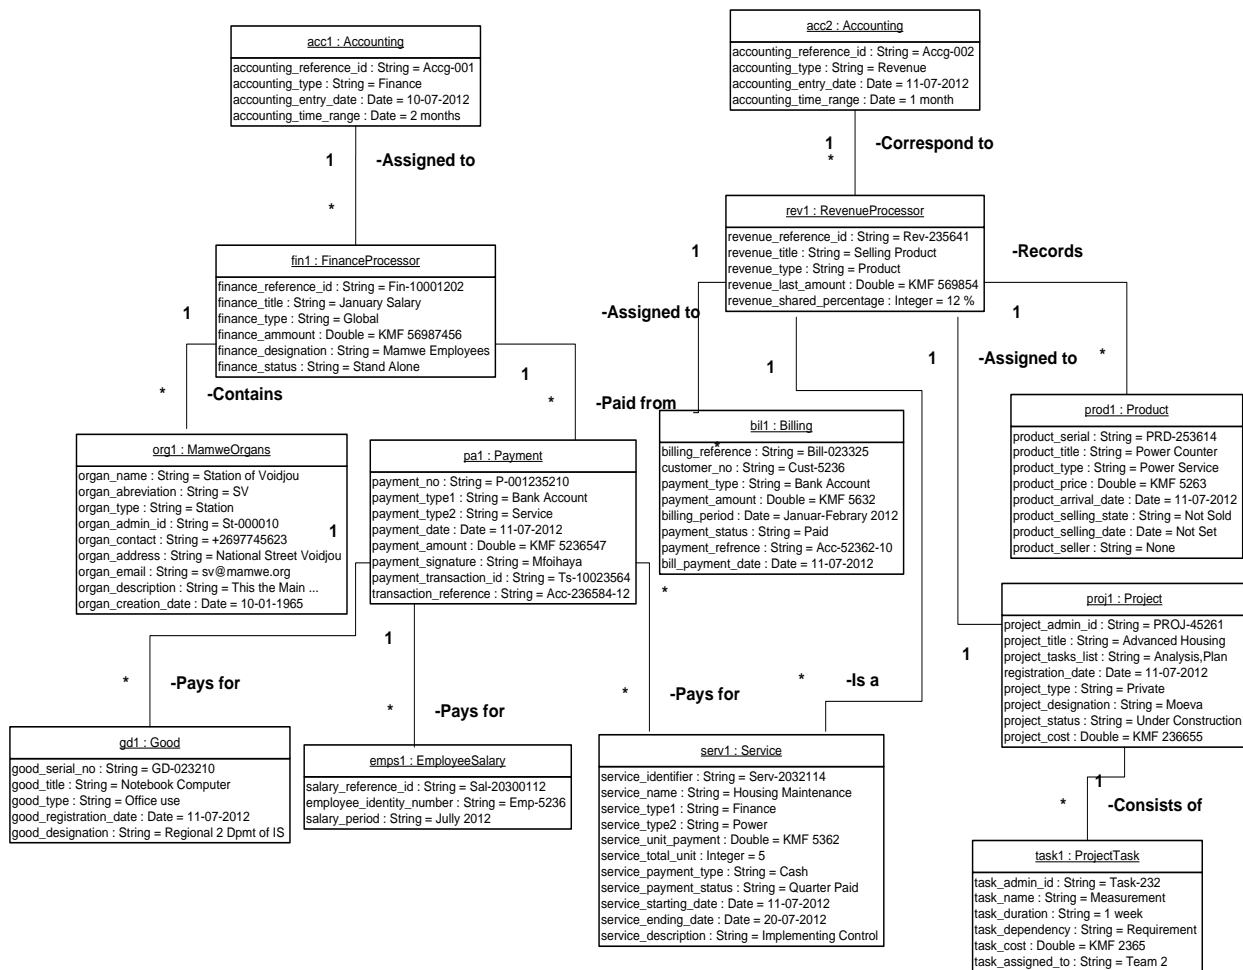 acc1 : Accounting
accounting_reference_id : String = Accg-001
accounting_type : String = Finance
accounting_entry_date : Date = 10-07-2012
accounting_time_range : Date = 2 months
acc2 : Accounting
accounting_reference_id : String = Accg-002
accounting_type : String = Revenue
accounting_entry_date : Date = 11-07-2012
accounting_time_range : Date = 1 month
1
-Assigned to
*
1
-Correspond to
*
rev1 : RevenueProcessor
revenue_reference_id : String = Rev-235641
revenue_title : String = Selling Product
revenue_type : String = Product
revenue_last_amount : Double = KMF 569854
revenue_shared_percentage : Integer = 12 %
fin1 : FinanceProcessor
finance_reference_id : String = Fin-10001202
finance_title : String = January Salary
finance_type : String = Global
finance_ammount : Double = KMF 56987456
finance_designation : String = Mamwe Employees
finance_status : String = Stand Alone
1
1
-Records
-Assigned to
1
1
1
-Assigned to
*
1
*
-Contains
1
*
-Paid from
*
org1 : MamweOrgans
organ_name : String = Station of Voidjou
organ_abreviation : String = SV
organ_type : String = Station
organ_admin_id : String = St-000010
organ_contact : String = +2697745623
organ_address : String = National Street Voidjou
organ_email : String = sv@mamwe.org
organ_description : String = This the Main ...
organ_creation_date : Date = 10-01-1965
pa1 : Payment
payment_no : String = P-001235210
payment_type1 : String = Bank Account
payment_type2 : String = Service
payment_date : Date = 11-07-2012
payment_amount : Double = KMF 5236547
payment_signature : String = Mfoihaya
payment_transaction_id : String = Ts-10023564
transaction_reference : String = Acc-236584-12
bil1 : Billing
billing_reference : String = Bill-023325
customer_no : String = Cust-5236
payment_type : String = Bank Account
payment_amount : Double = KMF 5632
billing_period : Date = Januar-Febrary 2012
payment_status : String = Paid
payment_refrence : String = Acc-52362-10
bill_payment_date : Date = 11-07-2012
prod1 : Product
product_serial : String = PRD-253614
product_title : String = Power Counter
product_type : String = Power Service
product_price : Double = KMF 5263
product_arrival_date : Date = 11-07-2012
product_selling_state : String = Not Sold
product_selling_date : Date = Not Set
product_seller : String = None
1
*
proj1 : Project
project_admin_id : String = PROJ-45261
project_title : String = Advanced Housing
project_tasks_list : String = Analysis,Plan
registration_date : Date = 11-07-2012
project_type : String = Private
project_designation : String = Moeva
project_status : String = Under Construction
project_cost : Double = KMF 236655
1
1
*
-Pays for
*
-Pays for
*
-Pays for
*
-Is a
gd1 : Good
good_serial_no : String = GD-023210
good_title : String = Notebook Computer
good_type : String = Office use
good_registration_date : Date = 11-07-2012
good_designation : String = Regional 2 Dpmt of IS
emps1 : EmployeeSalary
salary_reference_id : String = Sal-20300112
employee_identity_number : String = Emp-5236
salary_period : String = Jully 2012
serv1 : Service
service_identifier : String = Serv-2032114
service_name : String = Housing Maintenance
service_type1 : String = Finance
service_type2 : String = Power
service_unit_payment : Double = KMF 5362
service_total_unit : Integer = 5
service_payment_type : String = Cash
service_payment_status : String = Quarter Paid
service_starting_date : Date = 11-07-2012
service_ending_date : Date = 20-07-2012
service_description : String = Implementing Control
1
*
-Consists of
task1 : ProjectTask
task_admin_id : String = Task-232
task_name : String = Measurement
task_duration : String = 1 week
task_dependency : String = Requirement
task_cost : Double = KMF 2365
task_assigned_to : String = Team 2